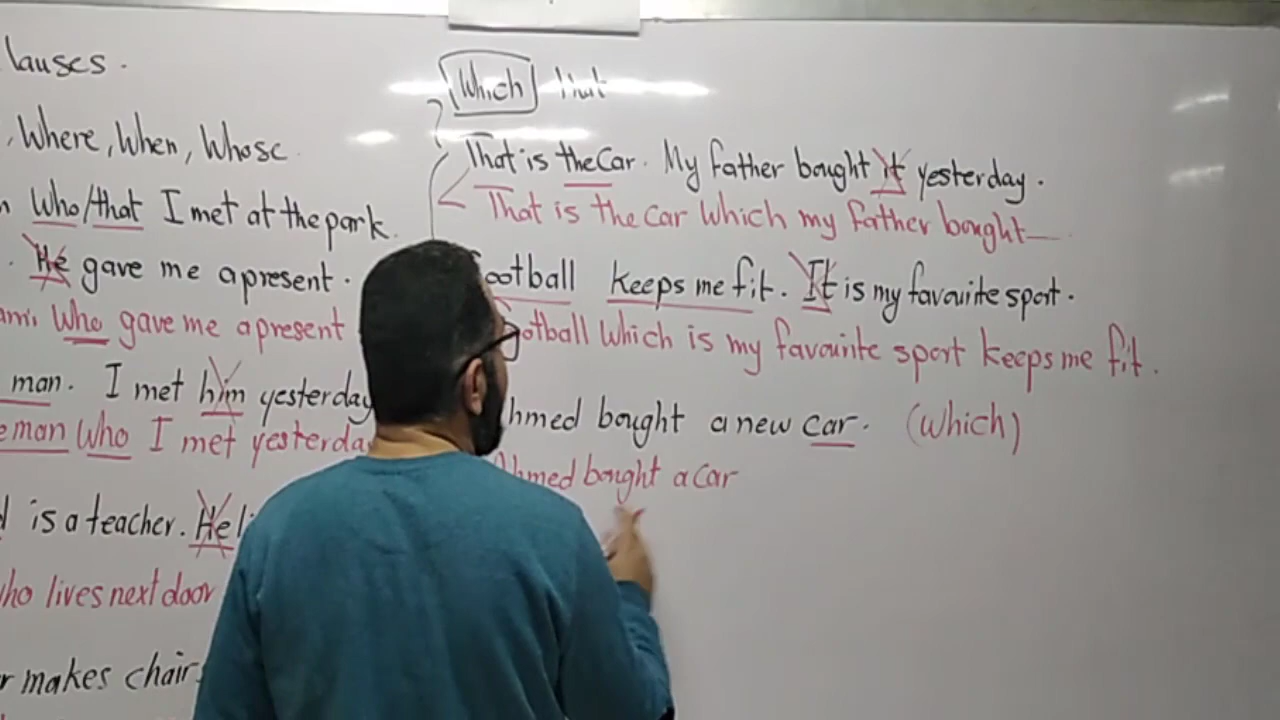 lauses.
, Where, When, Whose
Who/that I met at the park.
. He gave me a present.
Who gave me a present
man. I met him yesterday
man who I met yesterday
is a teacher. He
who lives next door
makes chair
Which that
That is the Car. My father bought it yesterday.
That is the car which my father bought
ootball keeps me fit. It is my favourite sport.
otball which is my favourite sport keeps me fit.
hmed bought a new car. (which)
Ahmed bought a car